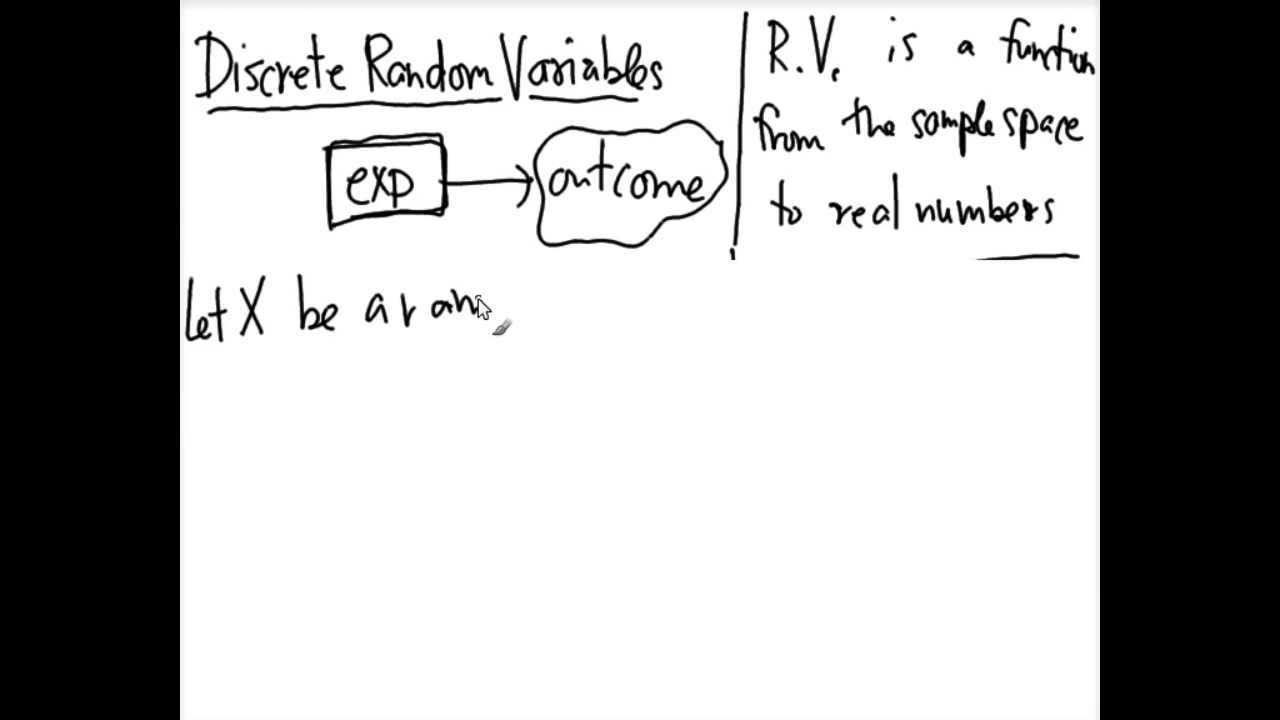 Discrete Random Variables
exp
outcome
R.V. is a function
from the sample space
to real numbers
Let X be a ran